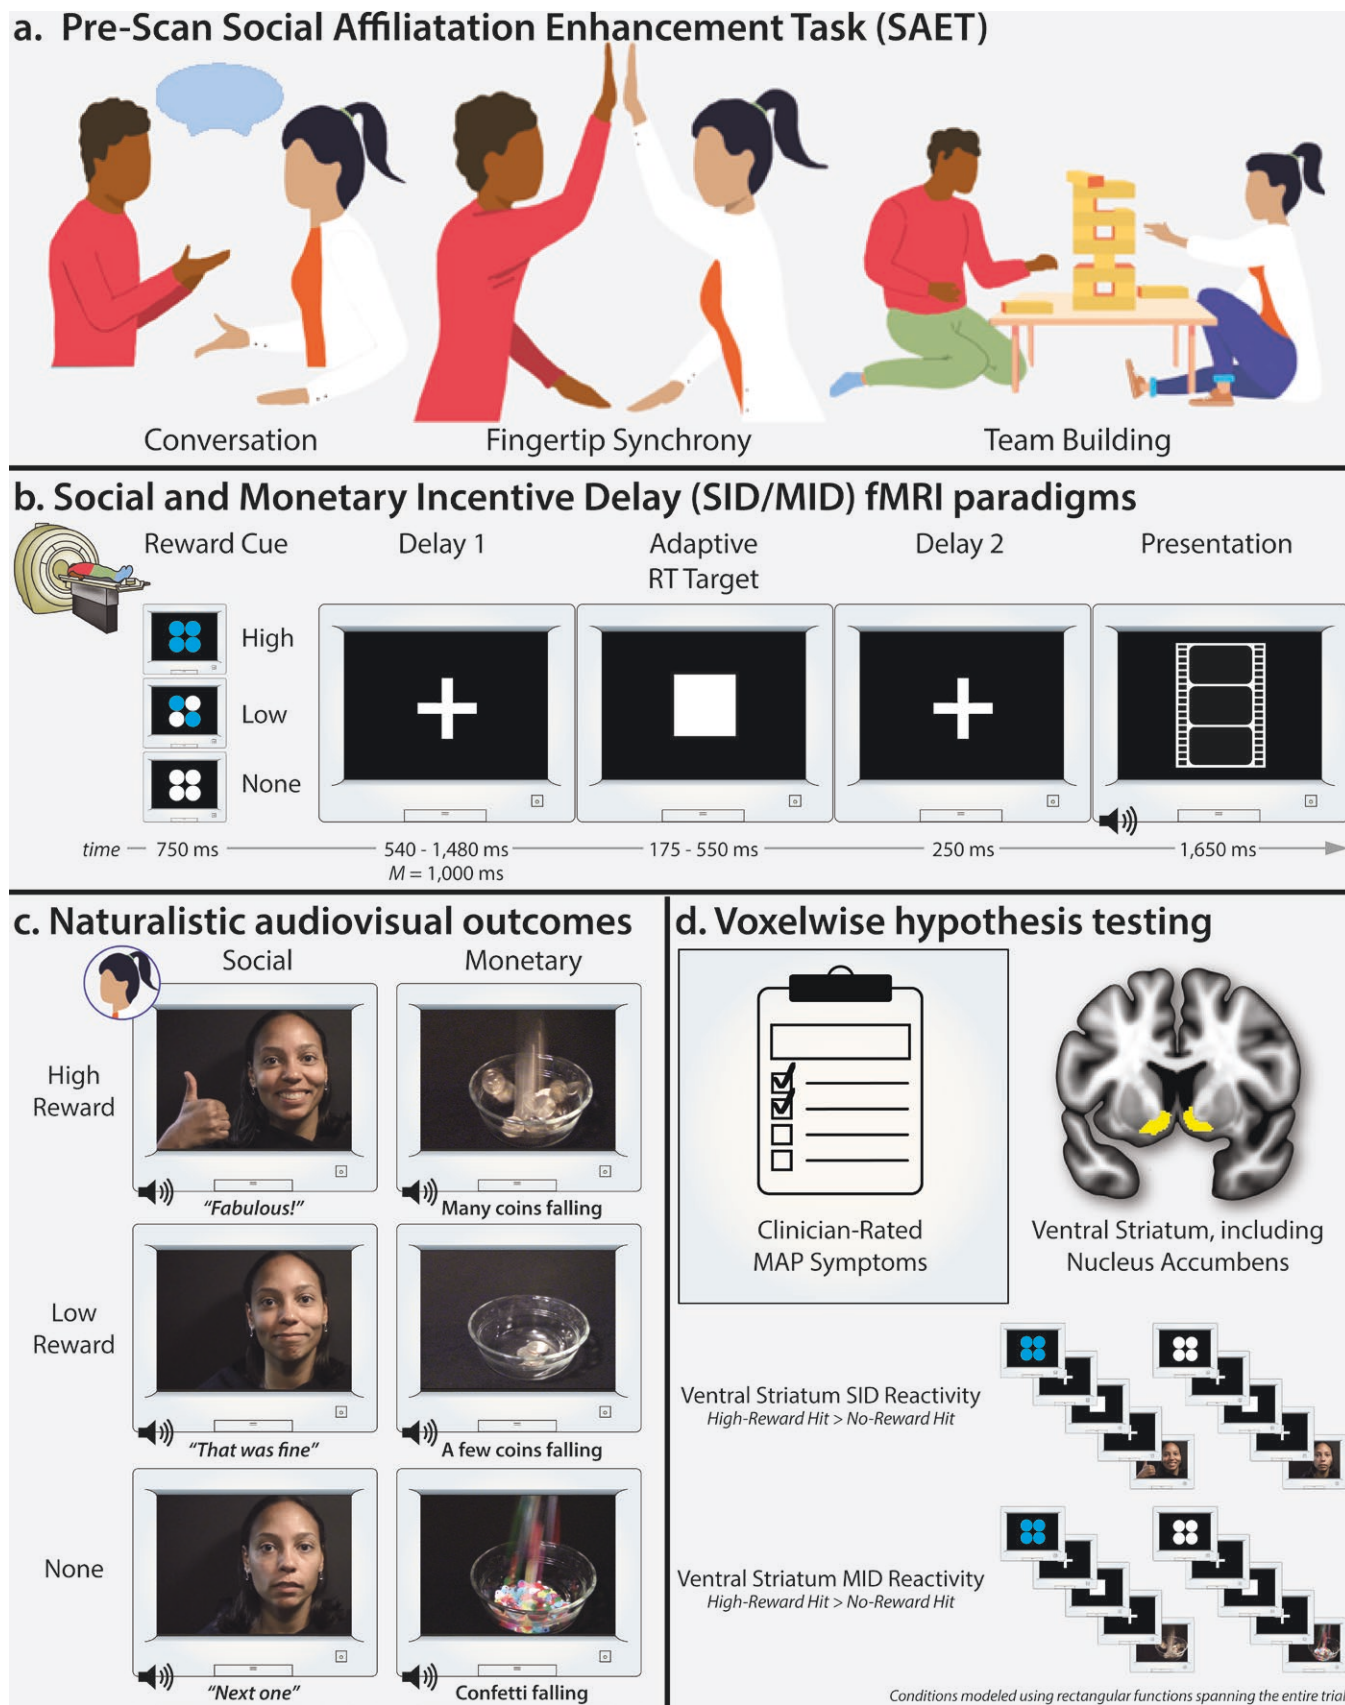 a. Pre-Scan Social Affiliatation Enhancement Task (SAET)
Conversation
Fingertip Synchrony
Team Building
b. Social and Monetary Incentive Delay (SID/MID) fMRI paradigms
Reward Cue
Delay 1
Adaptive
RT Target
Delay 2
Presentation
High
Low
None
time
750 ms
540 - 1,480 ms
M = 1,000 ms
175 - 550 ms
250 ms
1,650 ms
c. Naturalistic audiovisual outcomes
Social
Monetary
High
Reward
"Fabulous!"
Many coins falling
Low
Reward
"That was fine"
A few coins falling
None
"Next one"
Confetti falling
d. Voxelwise hypothesis testing
Clinician-Rated
MAP Symptoms
Ventral Striatum, including
Nucleus Accumbens
Ventral Striatum SID Reactivity
High-Reward Hit > No-Reward Hit
Ventral Striatum MID Reactivity
High-Reward Hit > No-Reward Hit
Conditions modeled using rectangular functions spanning the entire trial